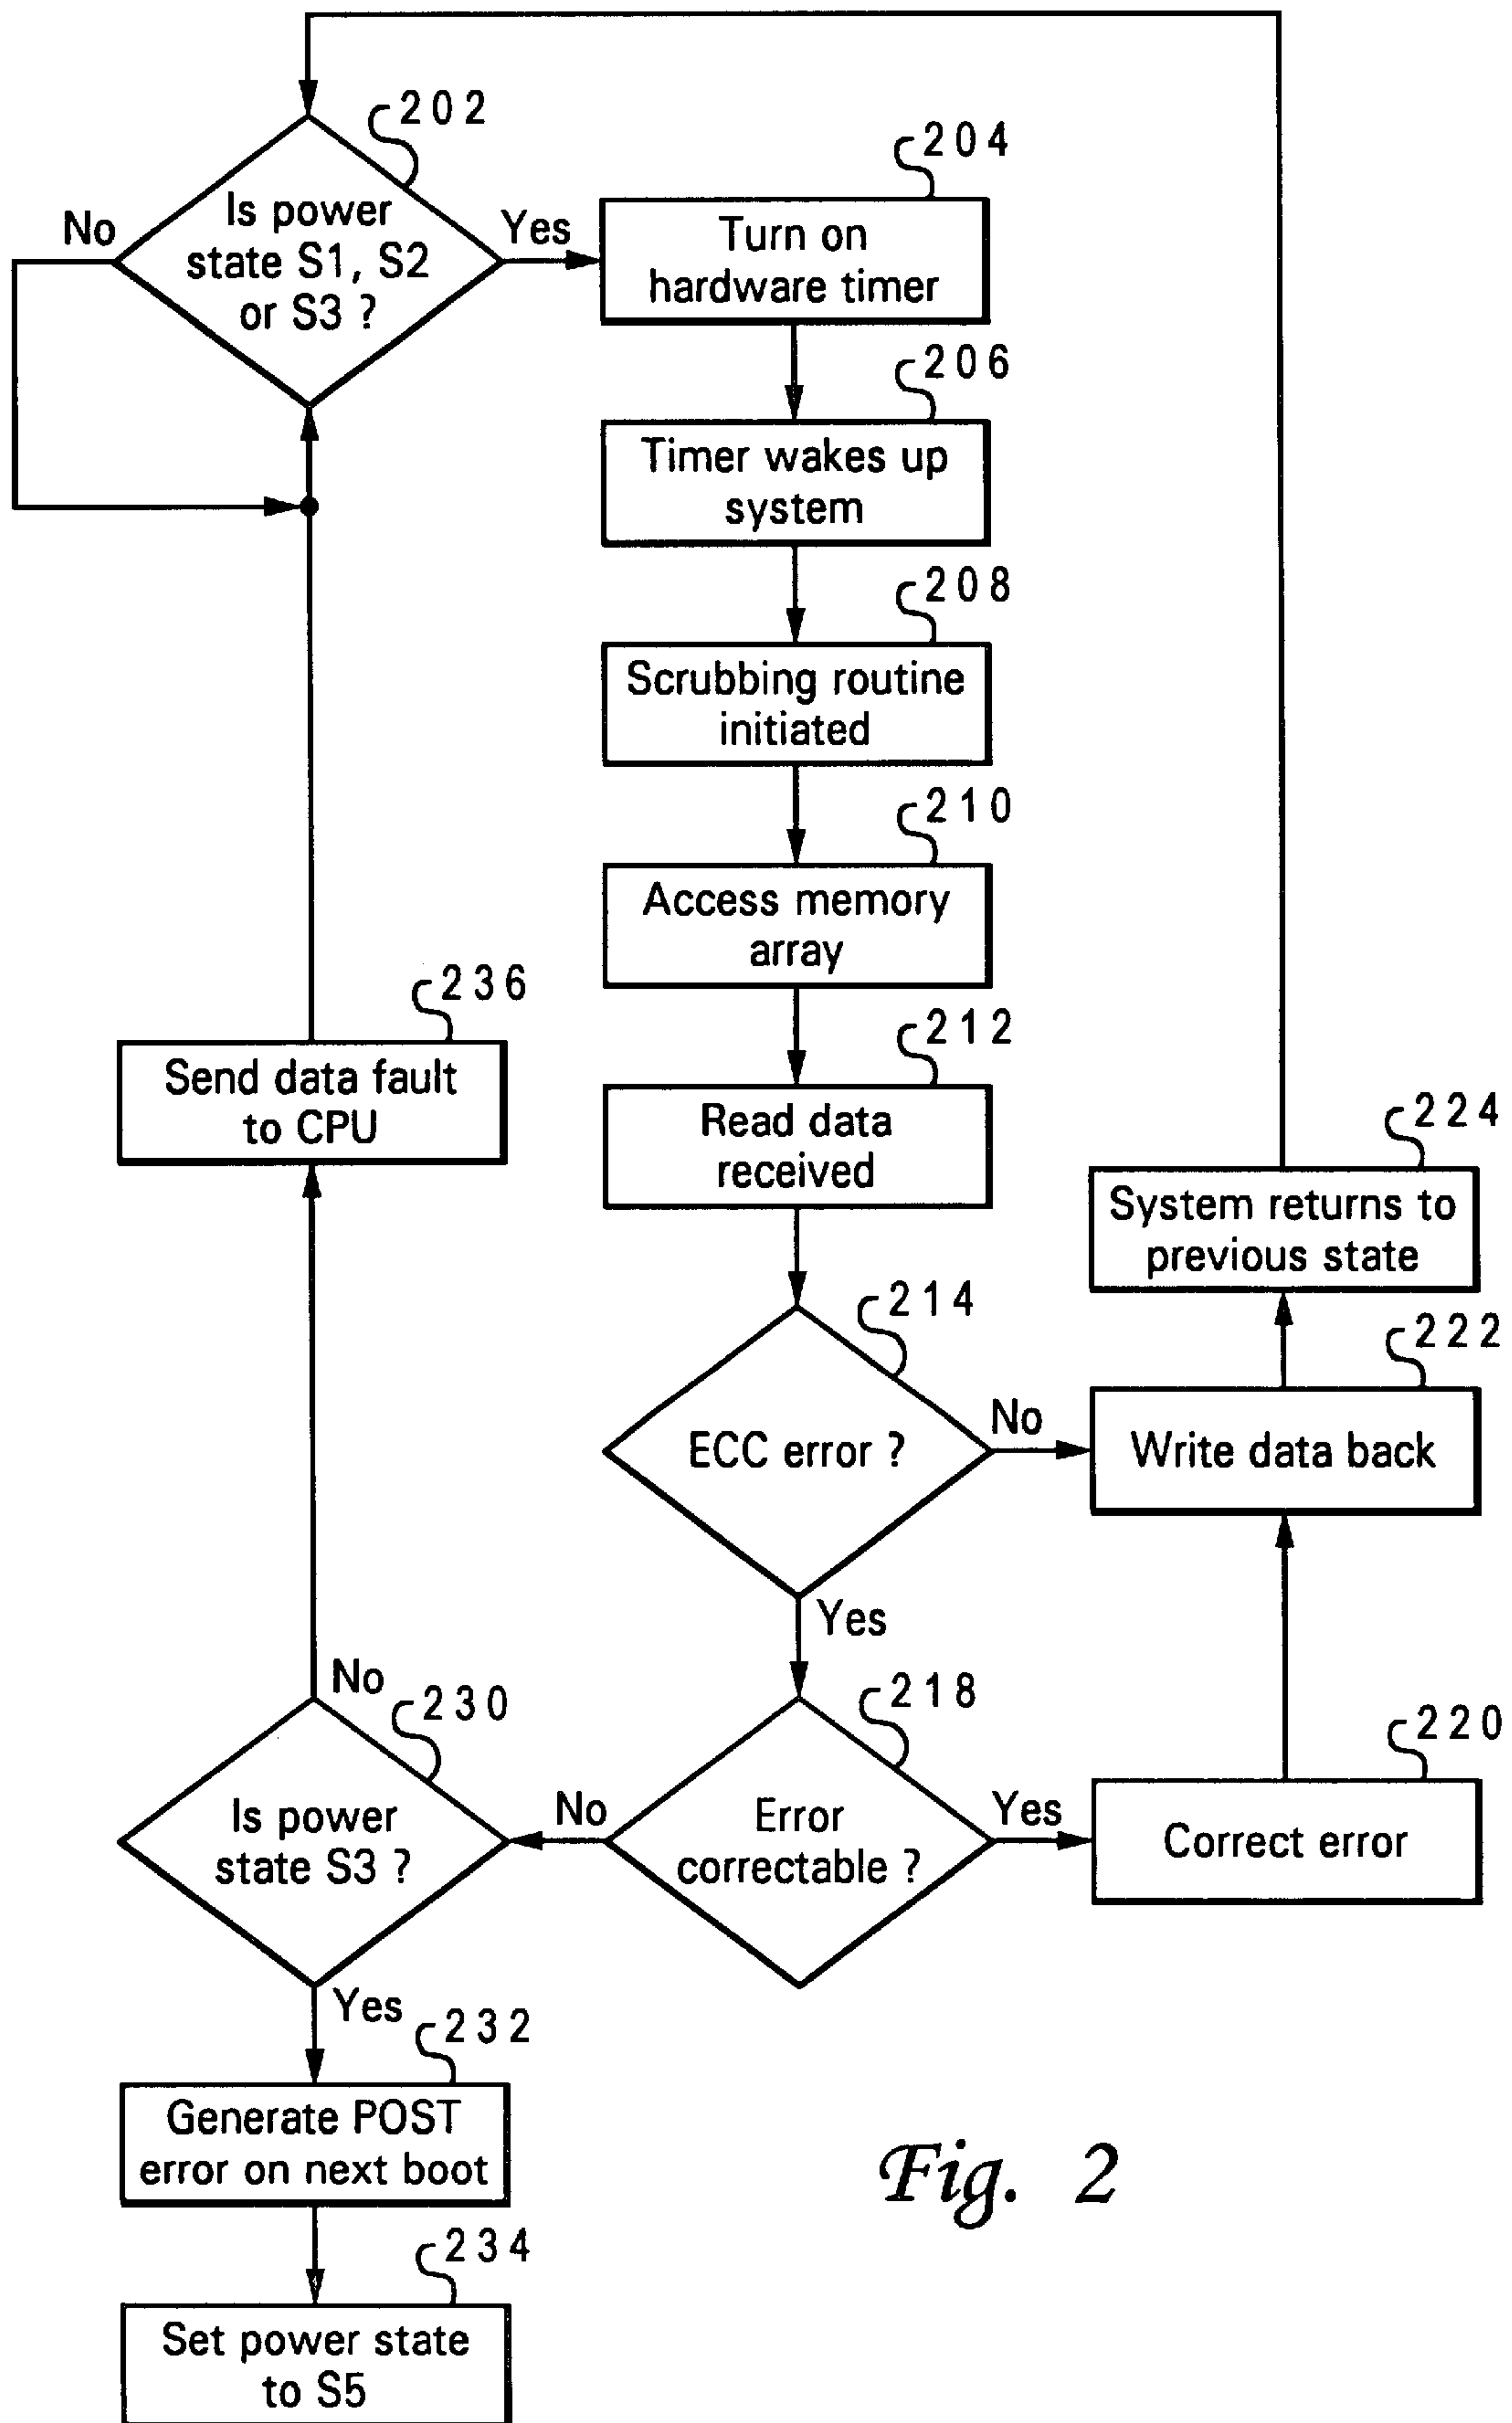 202
Is power
state S1, S2
or S3 ?
No
Yes
204
Turn on
hardware timer
206
Timer wakes up
system
208
Scrubbing routine
initiated
210
Access memory
array
236
Send data fault
to CPU
212
Read data
received
224
System returns to
previous state
214
ECC error ?
No
Yes
222
Write data back
230
Is power
state S3 ?
No
Yes
218
Error
correctable ?
No
Yes
220
Correct error
232
Generate POST
error on next boot
234
Set power state
to S5
Fig. 2